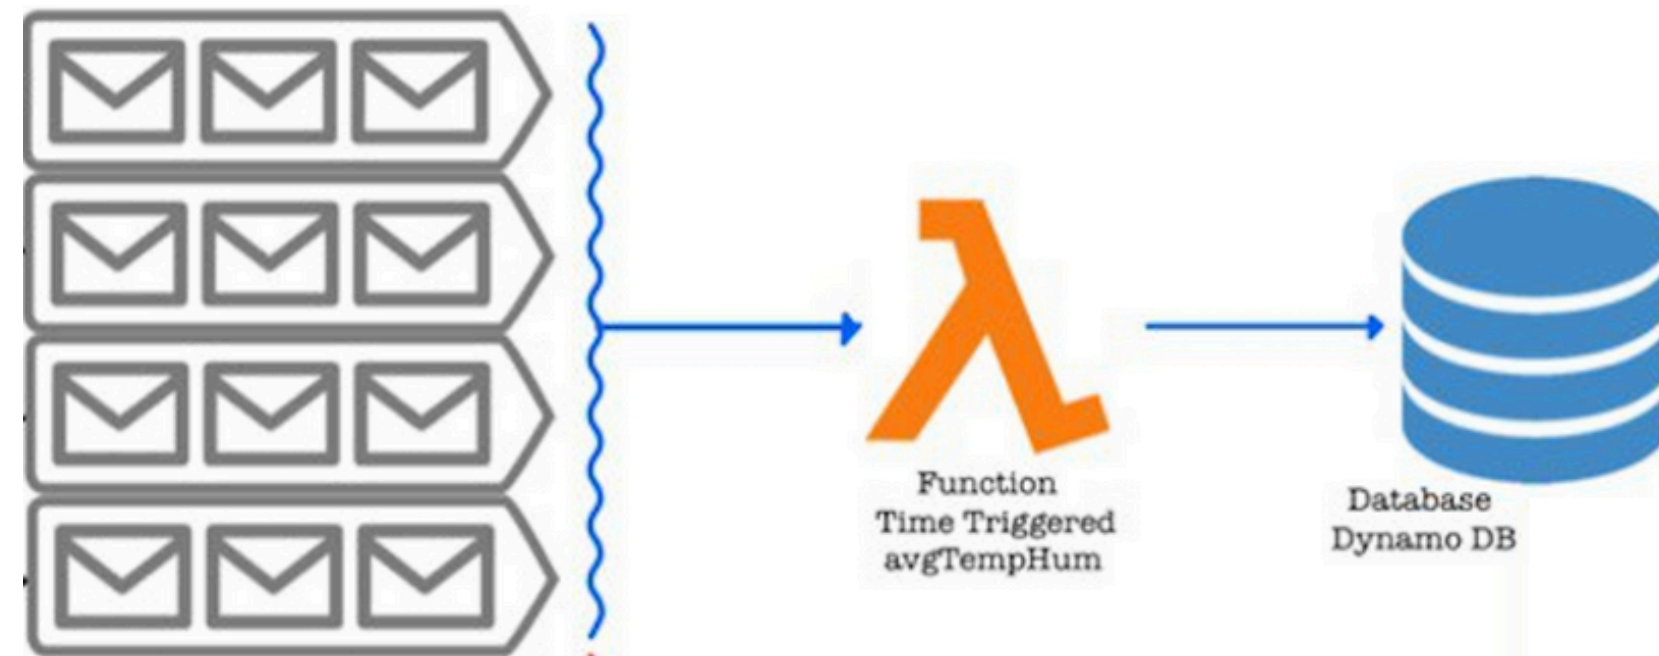 Function
Time Triggered
avgTempHum
Database
Dynamo DB